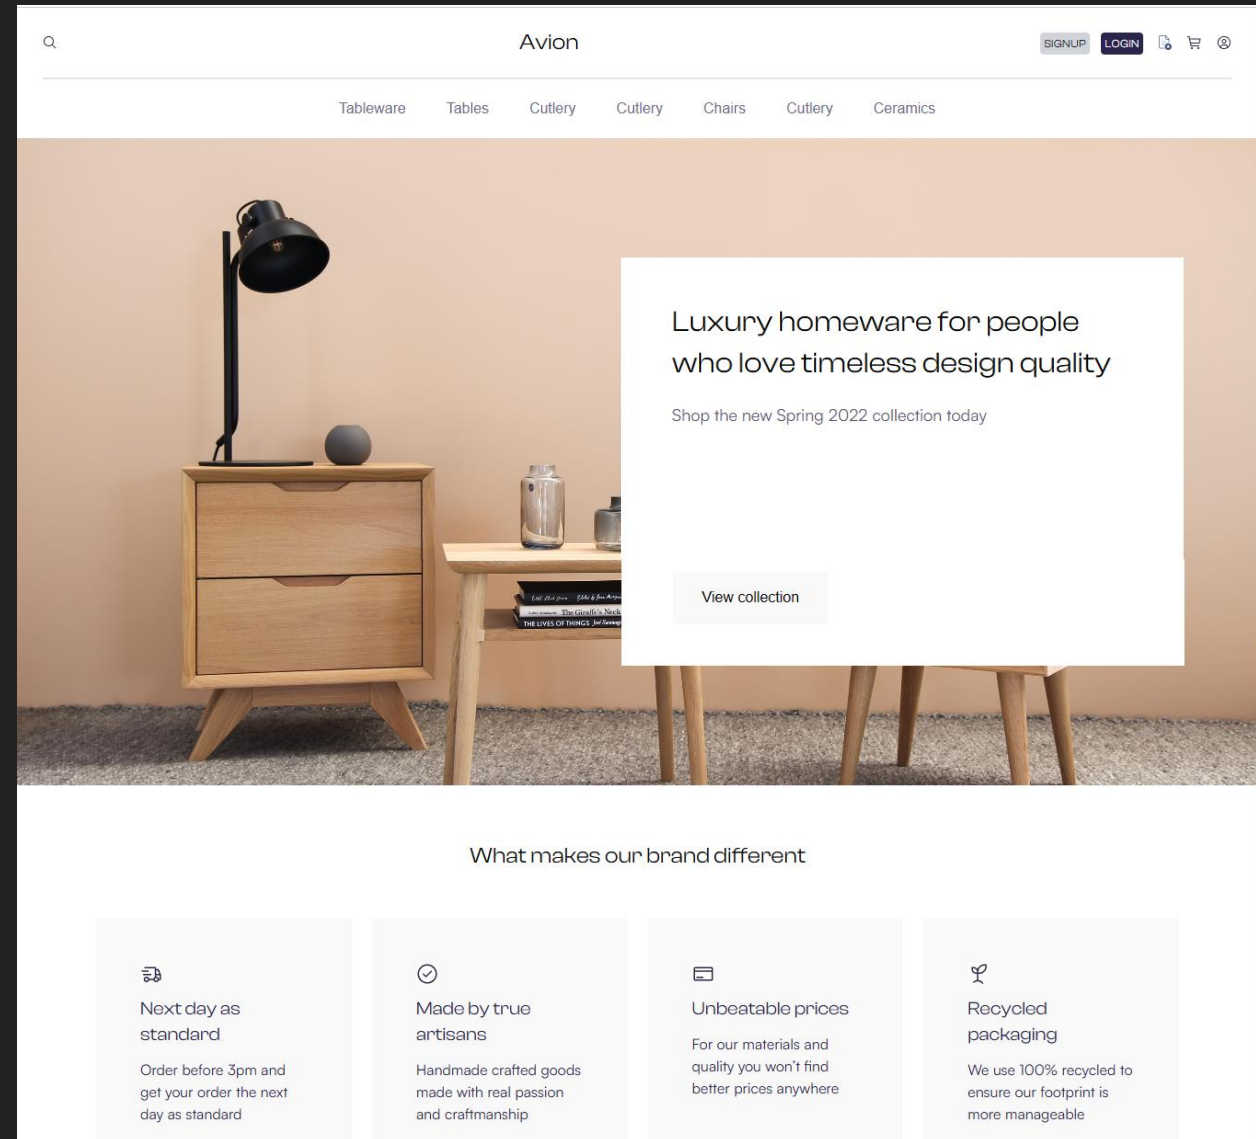 Avion
SIGNUP
LOGIN
Tableware
Tables
Cutlery
Cutlery
Chairs
Cutlery
Ceramics
Luxury homeware for people
who love timeless design quality
Shop the new Spring 2022 collection today
View collection
The Giraffe's Neck
THE LIVES OF THINGS
What makes our brand different
Next day as
standard
Order before 3pm and
get your order the next
day as standard
Made by true
artisans
Handmade crafted goods
made with real passion
and craftmanship
Unbeatable prices
For our materials and
quality you won't find
better prices anywhere
Recycled
packaging
We use 100% recycled to
ensure our footprint is
more manageable